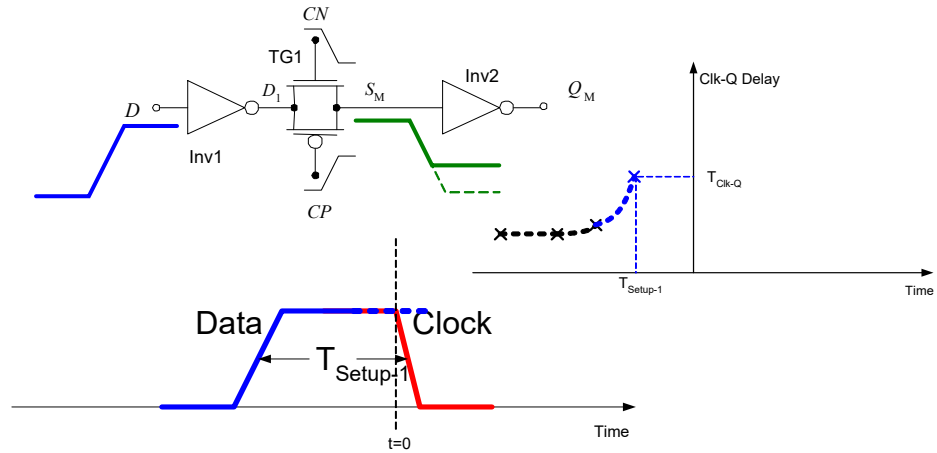 CN
TG1
Inv2
D
D1
SM
QM
Inv1
CP
Clk-Q Delay
TClk-Q
TSetup-1
Time
Data
Clock
TSetup-1
Time
t=0